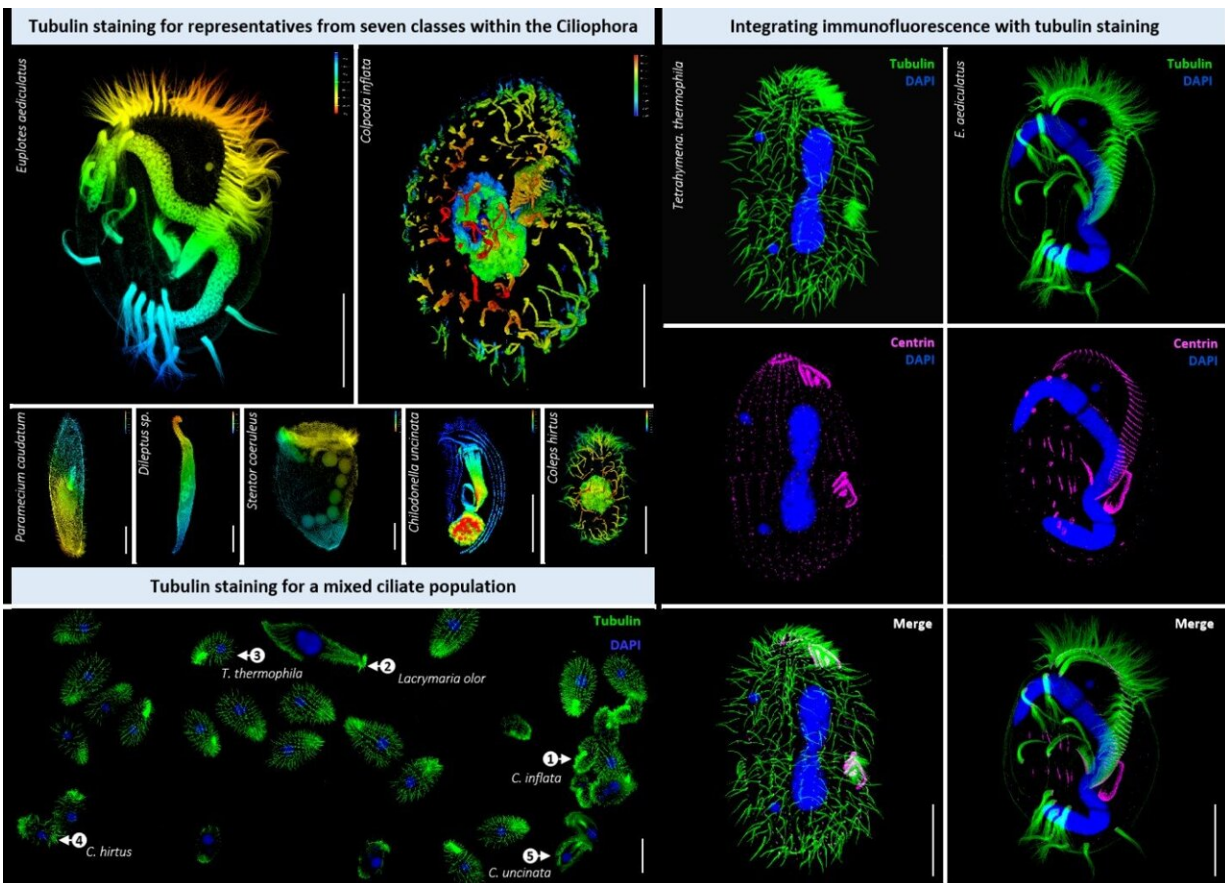 Tubulin staining for representatives from seven classes within the Ciliophora
Euplotes aediculatus
Colpoda inflata
Paramecium caudatum
Dileptus sp.
Stentor coeruleus
Chilodonella uncinata
Coleps hirtus
Tubulin staining for a mixed ciliate population
Tubulin
DAPI
3
T. thermophila
2
Lacrymaria olor
1
C. inflata
4
C. hirtus
5
C. uncinata
Integrating immunofluorescence with tubulin staining
Tetrahymena. thermophila
Tubulin
DAPI
E. aediculatus
Tubulin
DAPI
Centrin
DAPI
Centrin
DAPI
Merge
Merge